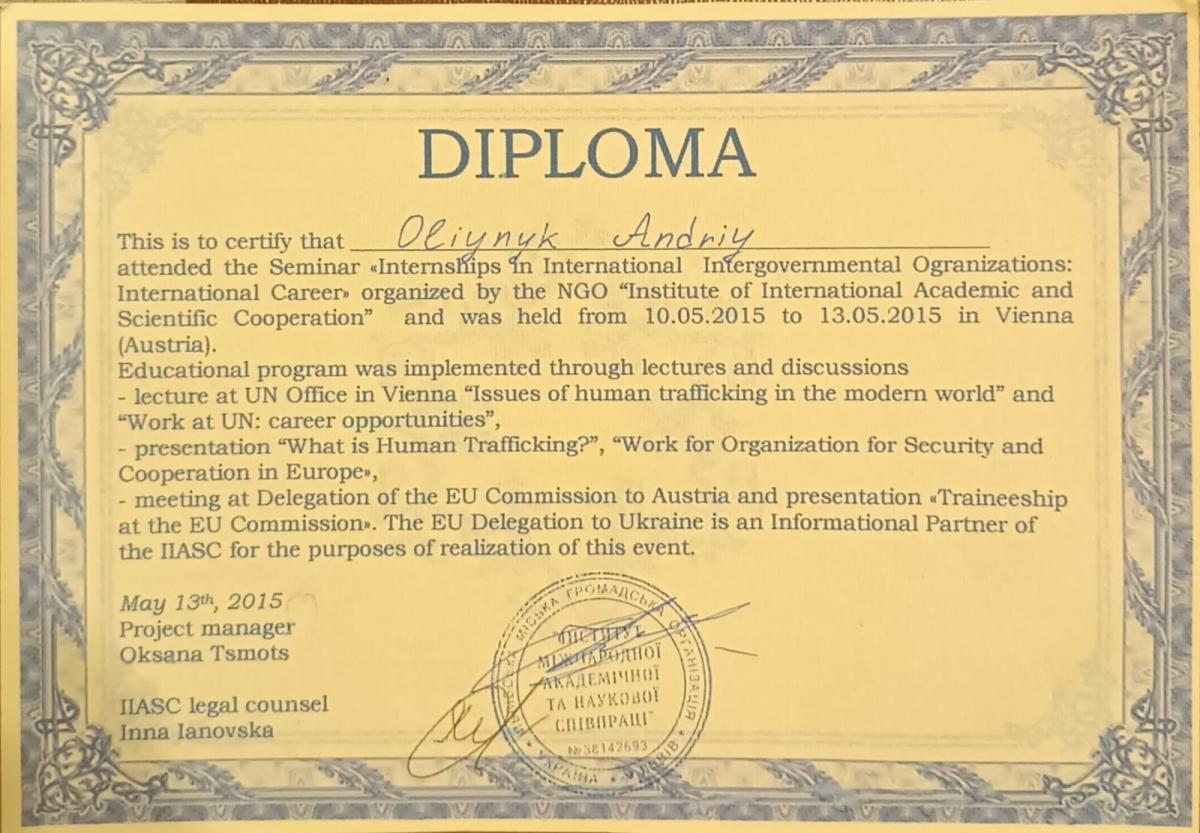 DIPLOMA
This is to certify that Oliynyk Andriy
attended the Seminar «Internships in International Intergovernmental Ogranizations:
International Career» organized by the NGO “Institute of International Academic and
Scientific Cooperation” and was held from 10.05.2015 to 13.05.2015 in Vienna
(Austria).
Educational program was implemented through lectures and discussions
- lecture at UN Office in Vienna “Issues of human trafficking in the modern world” and
“Work at UN: career opportunities”,
- presentation “What is Human Trafficking?”, “Work for Organization for Security and
Cooperation in Europe»,
- meeting at Delegation of the EU Commission to Austria and presentation «Traineeship
at the EU Commission». The EU Delegation to Ukraine is an Informational Partner of
the IIASC for the purposes of realization of this event.
May 13th, 2015
Project manager
Oksana Tsmots
IIASC legal counsel
Inna Ianovska
МІСЬКА ГРОМАДСЬКА ОРГАНІЗАЦІЯ
"ІНСТИТУТ
МІЖНАРОДНОЇ
АКАДЕМІЧНОЇ
ТА НАУКОВОЇ
СПІВПРАЦІ"
№38142693
УКРАЇНА * м.ЛЬВІВ *